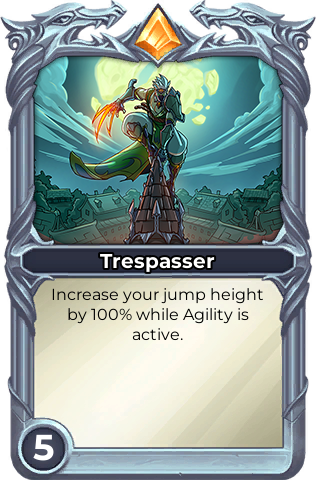 Trespasser
Increase your jump height
by 100% while Agility is
active.
5